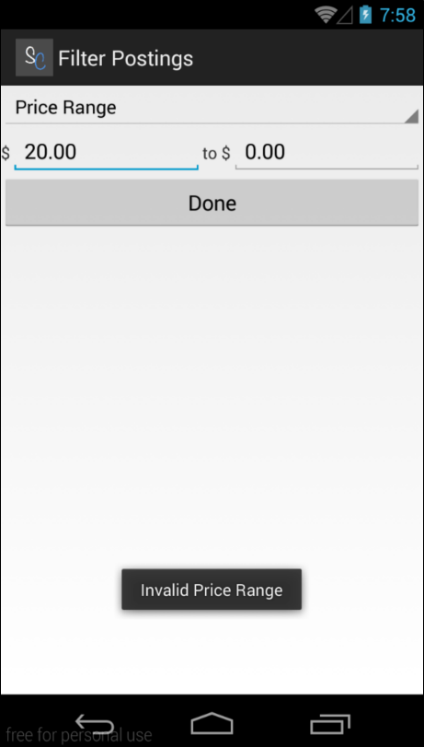 7:58
SC Filter Postings
Price Range
$ 20.00 to $ 0.00
Done
Invalid Price Range
free for personal use